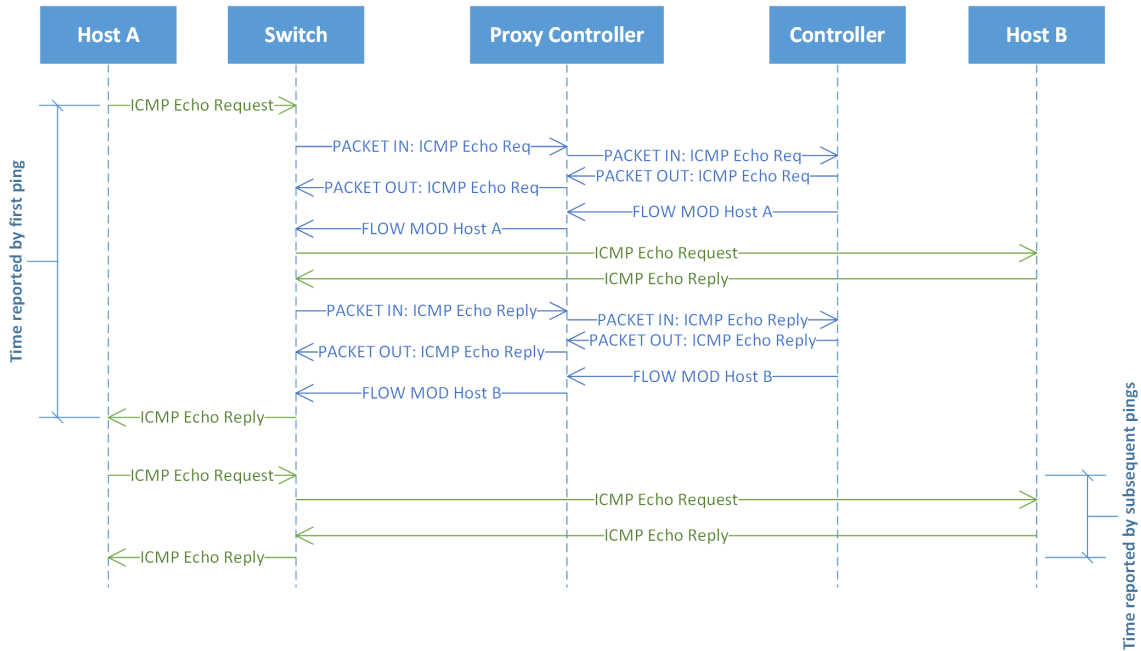 Host A
Switch
Proxy Controller
Controller
Host B
ICMP Echo Request
PACKET IN: ICMP Echo Req
PACKET IN: ICMP Echo Req
PACKET OUT: ICMP Echo Req
PACKET OUT: ICMP Echo Req
FLOW MOD Host A
FLOW MOD Host A
ICMP Echo Request
ICMP Echo Reply
PACKET IN: ICMP Echo Reply
PACKET IN: ICMP Echo Reply
PACKET OUT: ICMP Echo Reply
PACKET OUT: ICMP Echo Reply
FLOW MOD Host B
FLOW MOD Host B
ICMP Echo Reply
Time reported by first ping
ICMP Echo Request
ICMP Echo Request
ICMP Echo Reply
ICMP Echo Reply
Time reported by subsequent pings